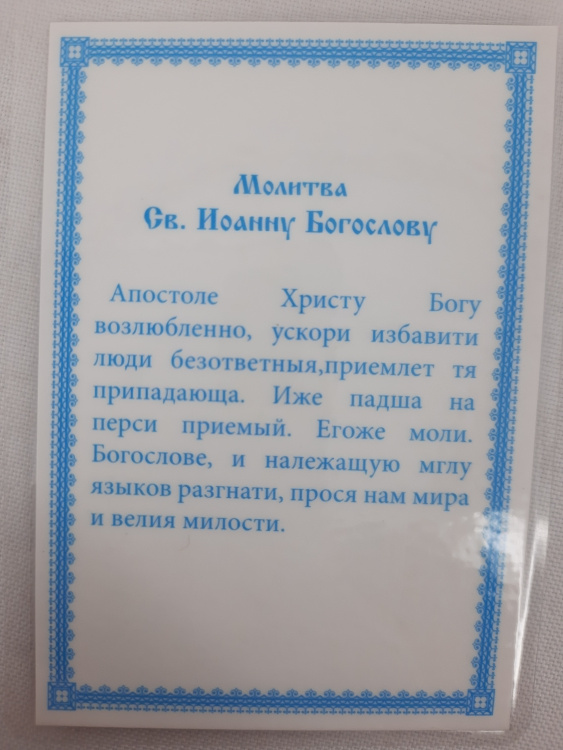 Молитва
Св. Иоанну Богослову
Апостоле Христу Богу
возлюбленно, ускори избавити
люди безответныя,приемлет тя
припадающа. Иже падша на
перси приемый. Егоже моли.
Богослове, и належащую мглу
языков разгнати, прося нам мира
и велия милости.